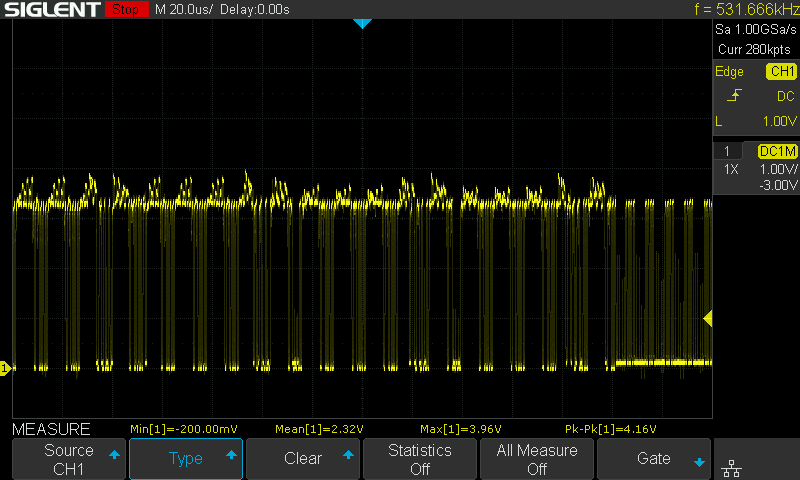 SIGLENT Stop M 20.0us/ Delay:0.00s f = 531.666kHz
Sa 1.00GSa/s
Curr 280kpts
Edge CH1
DC
L 1.00V
1 DC1M
1X 1.00V/
-3.00V
1
MEASURE Min[1]=-200.00mV Mean[1]=2.32V Max[1]=3.96V Pk-Pk[1]=4.16V
Source CH1
Type
Clear
Statistics Off
All Measure Off
Gate